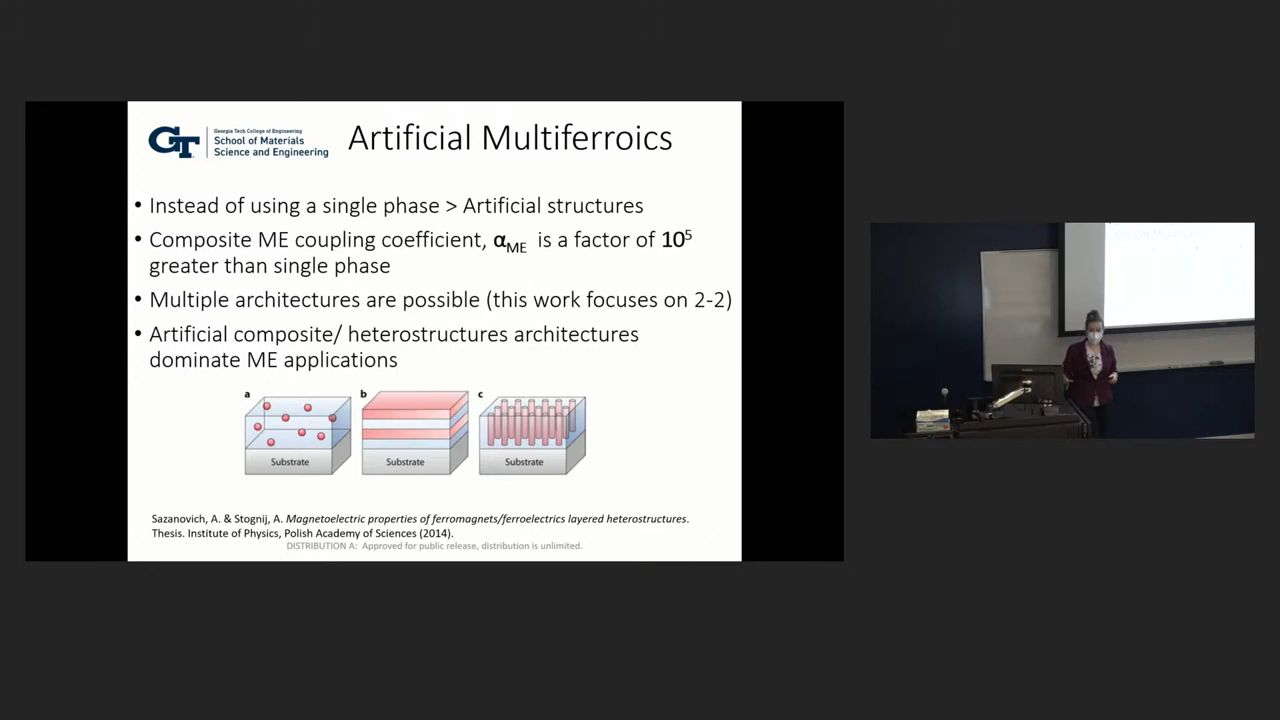 Georgia Tech College of Engineering
School of Materials
Science and Engineering
GT
Artificial Multiferroics
• Instead of using a single phase > Artificial structures
• Composite ME coupling coefficient, αME is a factor of 10⁵
greater than single phase
• Multiple architectures are possible (this work focuses on 2-2)
• Artificial composite/ heterostructures architectures
dominate ME applications
a b c
Substrate Substrate Substrate
Sazanovich, A. & Stognij, A. Magnetoelectric properties of ferromagnets/ferroelectrics layered heterostructures.
Thesis. Institute of Physics, Polish Academy of Sciences (2014).
DISTRIBUTION A: Approved for public release, distribution is unlimited.